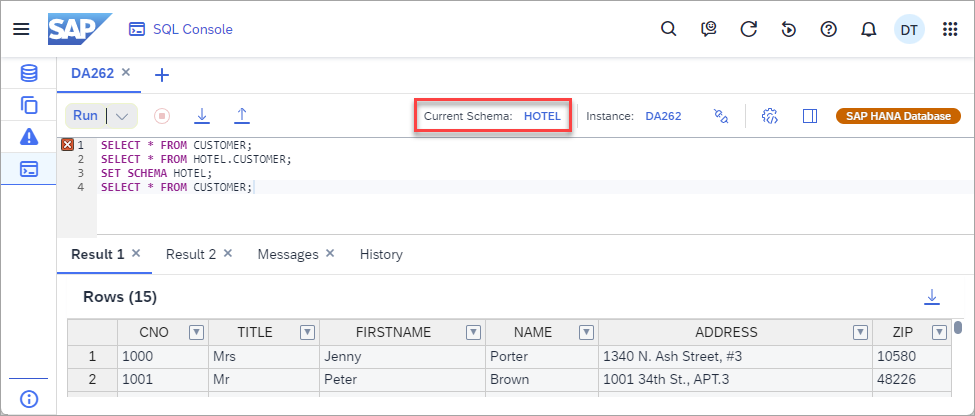 SAP SQL Console DT
DA262
Run Current Schema: HOTEL Instance: DA262 SAP HANA Database
1 SELECT * FROM CUSTOMER;
2 SELECT * FROM HOTEL.CUSTOMER;
3 SET SCHEMA HOTEL;
4 SELECT * FROM CUSTOMER;
Result 1 Result 2 Messages History
Rows (15)
CNO TITLE FIRSTNAME NAME ADDRESS ZIP
1 1000 Mrs Jenny Porter 1340 N. Ash Street, #3 10580
2 1001 Mr Peter Brown 1001 34th St., APT.3 48226